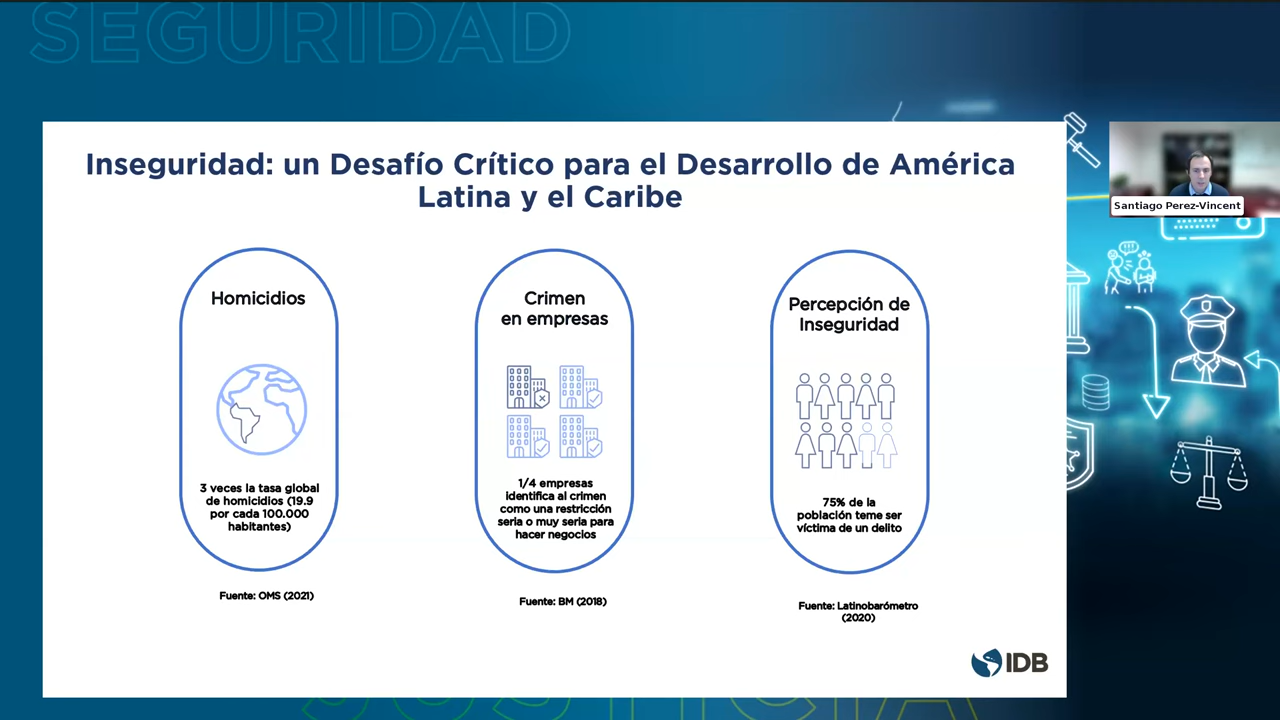 SEGURIDAD
Inseguridad: un Desafío Crítico para el Desarrollo de América
Latina y el Caribe
Santiago Perez-Vincent
Homicidios
3 veces la tasa global
de homicidios (19.9
por cada 100.000
habitantes)
Fuente: OMS (2021)
Crimen
en empresas
1/4 empresas
identifica al crimen
como una restricción
seria o muy seria para
hacer negocios
Fuente: BM (2018)
Percepción de
Inseguridad
75% de la
población teme ser
víctima de un delito
Fuente: Latinobarómetro
(2020)
IDB
JUSTICIA